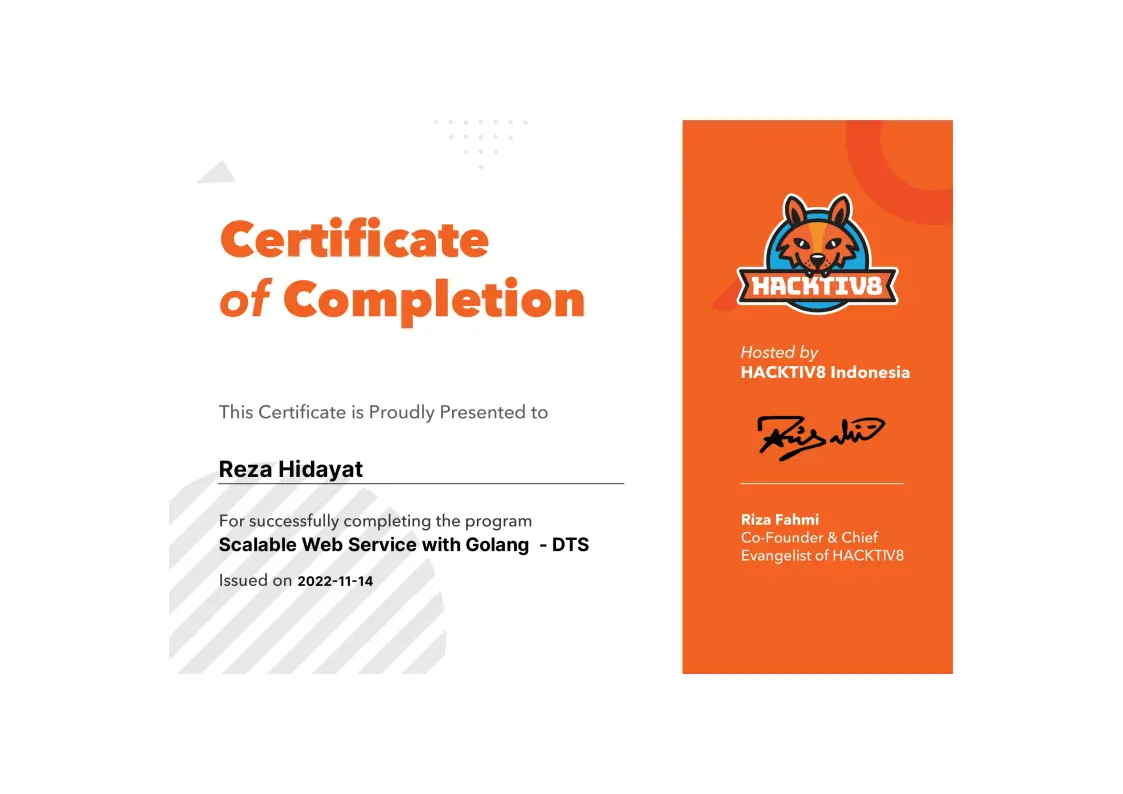 Certificate
of Completion
This Certificate is Proudly Presented to
Reza Hidayat
For successfully completing the program
Scalable Web Service with Golang  - DTS
Issued on 2022-11-14
HACKTIV8
Hosted by
HACKTIV8 Indonesia
Riza Fahmi
Co-Founder & Chief
Evangelist of HACKTIV8